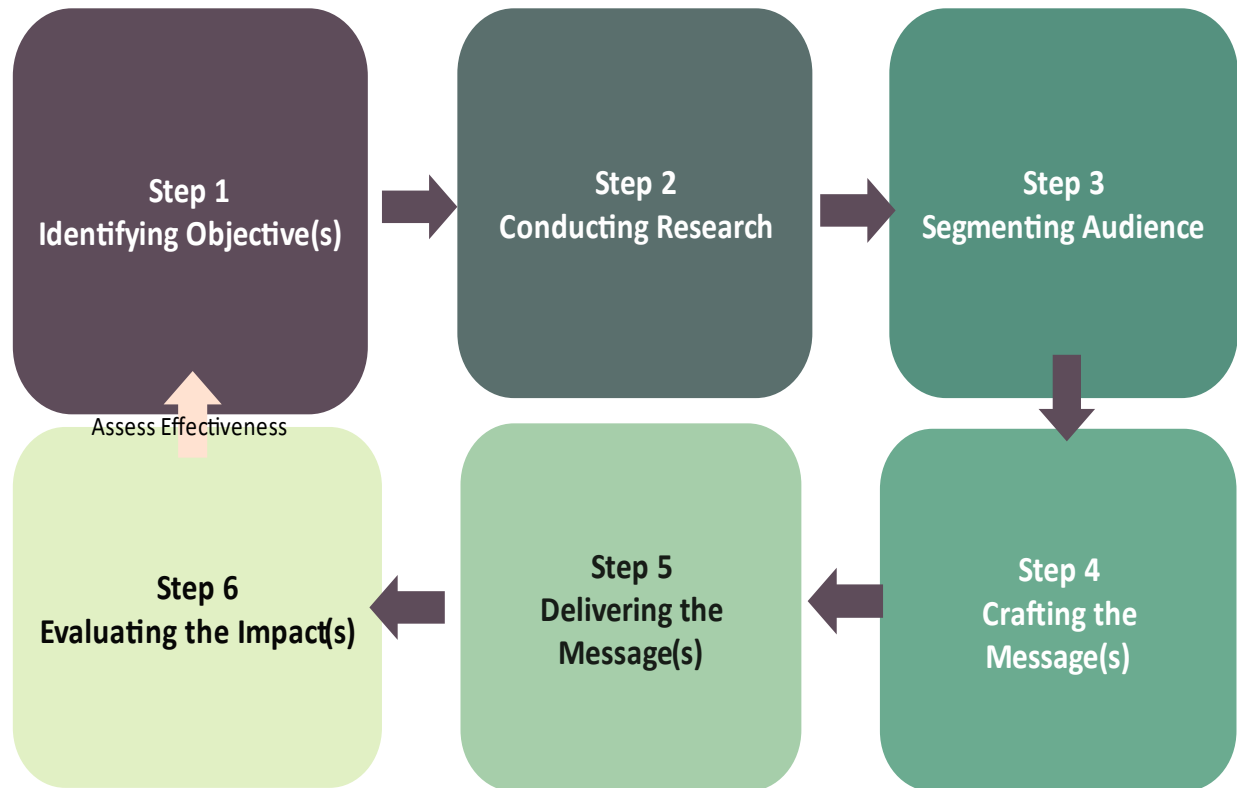 Step 1
Identifying Objective(s)
Step 2
Conducting Research
Step 3
Segmenting Audience
Step 4
Crafting the
Message(s)
Step 5
Delivering the
Message(s)
Step 6
Evaluating the Impact(s)
Assess Effectiveness